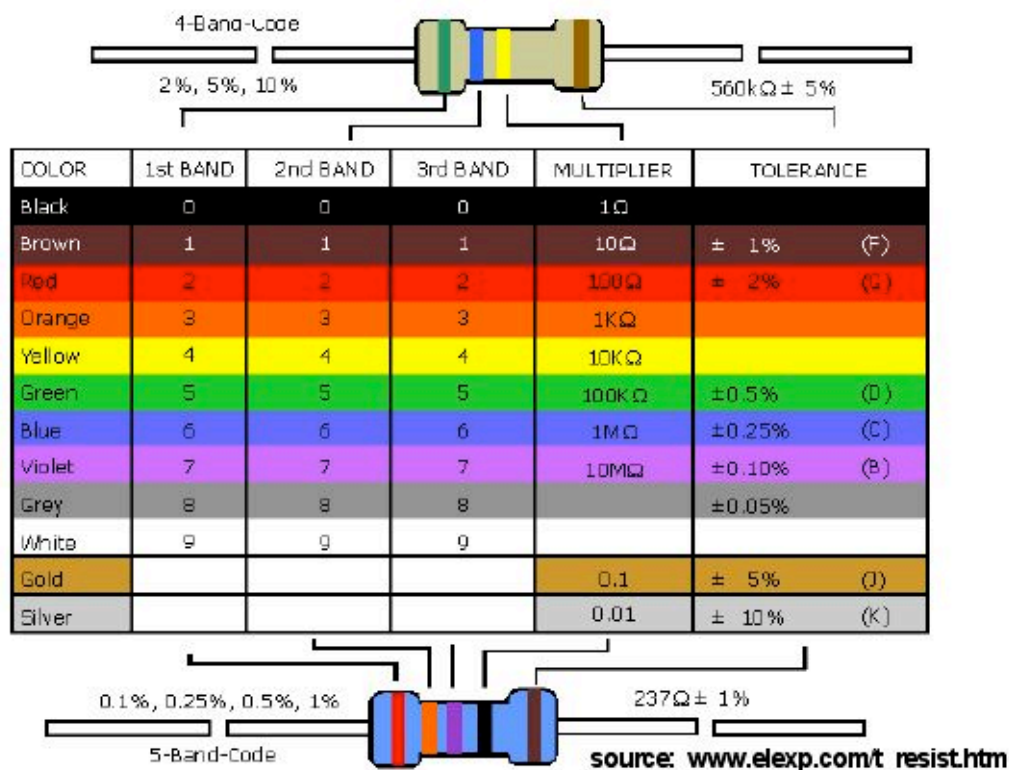 4-Band-Code
2%, 5%, 10%
560kΩ ± 5%
COLOR 1st BAND 2nd BAND 3rd BAND MULTIPLIER TOLERANCE
Black 0 0 0 1Ω
Brown 1 1 1 10Ω ± 1% (F)
Red 2 2 2 100Ω ± 2% (G)
Orange 3 3 3 1KΩ
Yellow 4 4 4 10KΩ
Green 5 5 5 100KΩ ±0.5% (D)
Blue 6 6 6 1MΩ ±0.25% (C)
Violet 7 7 7 10MΩ ±0.10% (B)
Grey 8 8 8 ±0.05%
White 9 9 9
Gold 0.1 ± 5% (J)
Silver 0.01 ± 10% (K)
0.1%, 0.25%, 0.5%, 1%
237Ω ± 1%
5-Band-Code
source: www.elexp.com/t_resist.htm